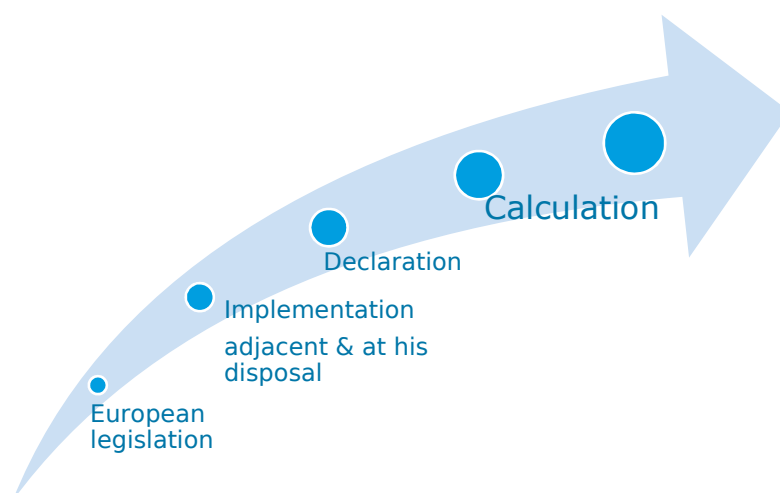 European
legislation
Implementation
adjacent & at his
disposal
Declaration
Calculation